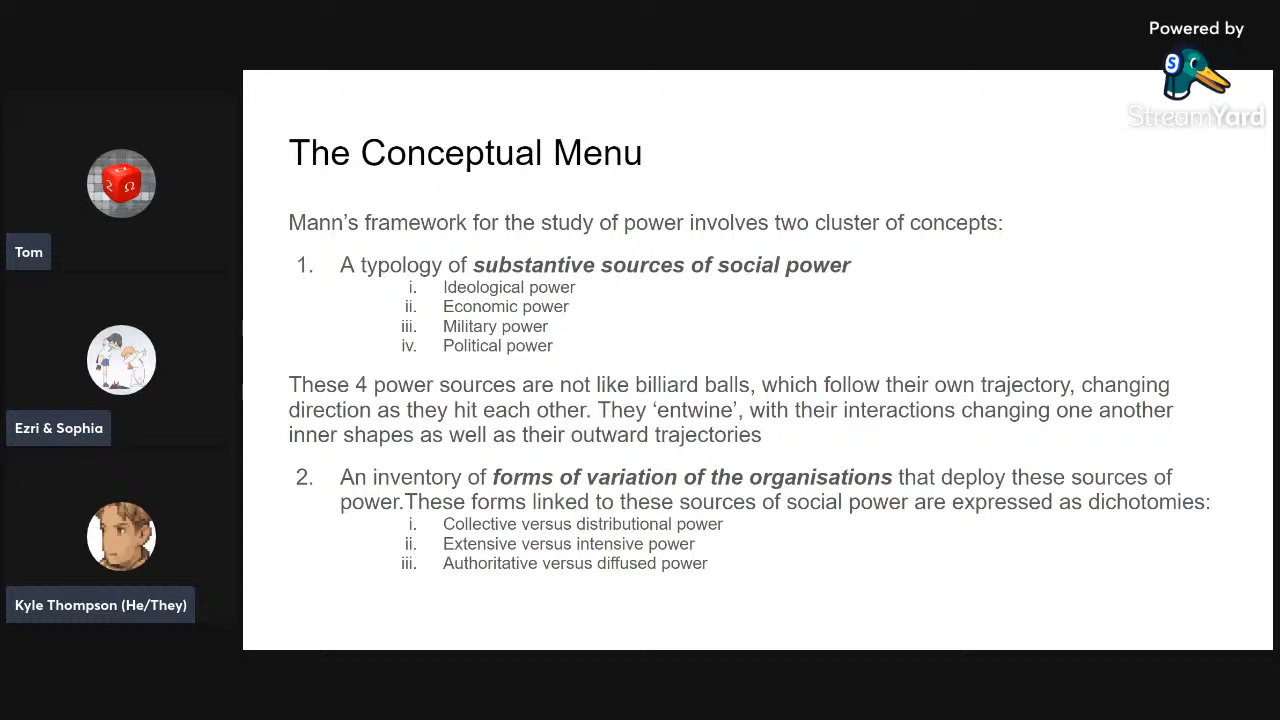 Powered by
StreamYard
Tom
Ezri & Sophia
Kyle Thompson (He/They)
The Conceptual Menu
Mann’s framework for the study of power involves two cluster of concepts:
1. A typology of substantive sources of social power
i. Ideological power
ii. Economic power
iii. Military power
iv. Political power
These 4 power sources are not like billiard balls, which follow their own trajectory, changing
direction as they hit each other. They ‘entwine’, with their interactions changing one another
inner shapes as well as their outward trajectories
2. An inventory of forms of variation of the organisations that deploy these sources of
power.These forms linked to these sources of social power are expressed as dichotomies:
i. Collective versus distributional power
ii. Extensive versus intensive power
iii. Authoritative versus diffused power